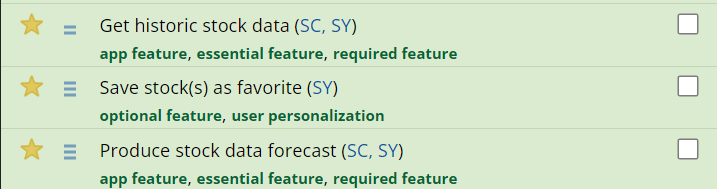 Get historic stock data (SC, SY)
app feature, essential feature, required feature
Save stock(s) as favorite (SY)
optional feature, user personalization
Produce stock data forecast (SC, SY)
app feature, essential feature, required feature